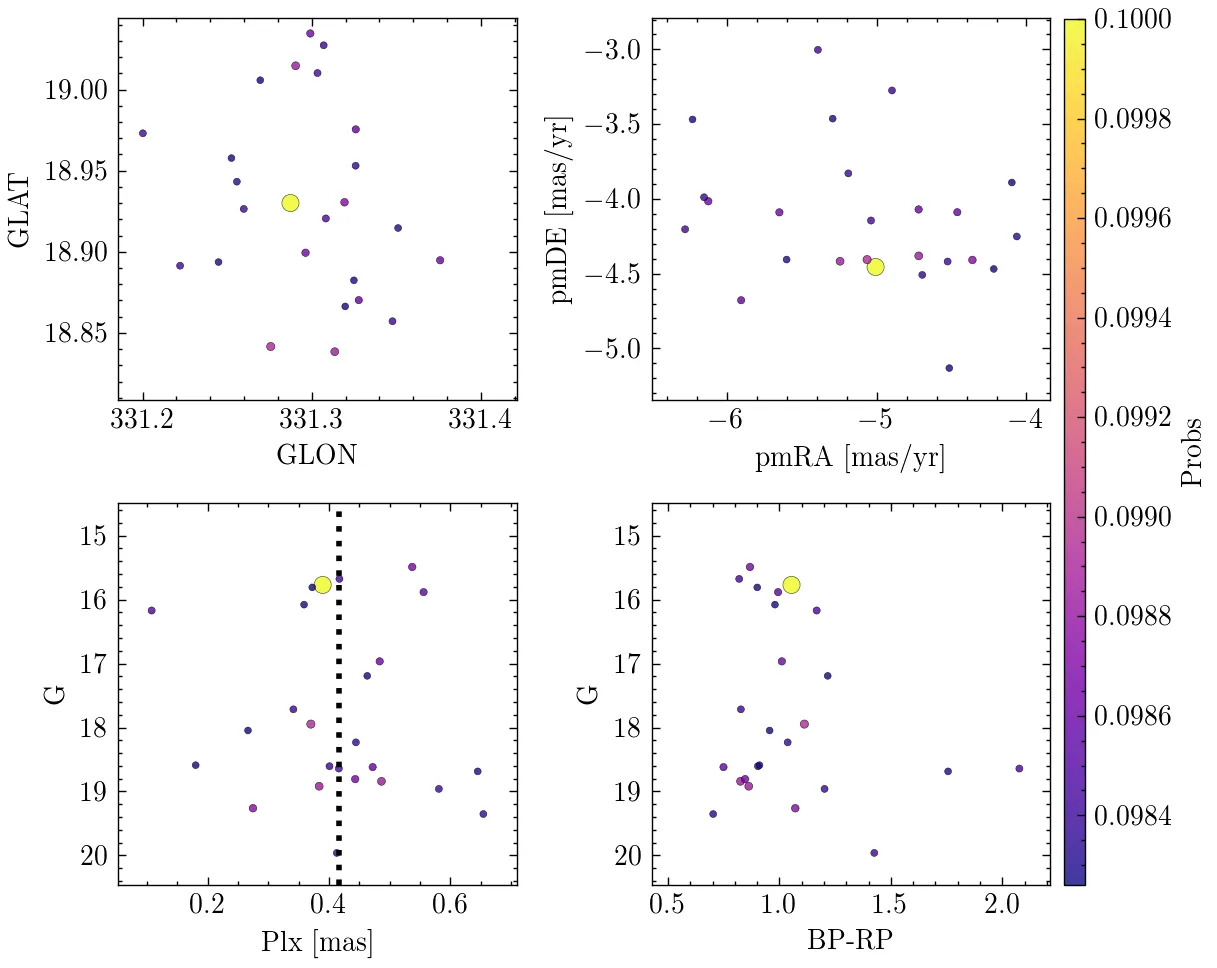 19.00
18.95
18.90
18.85
GLAT
331.2 331.3 331.4
GLON
−3.0
−3.5
−4.0
−4.5
−5.0
pmDE [mas/yr]
−6 −5 −4
pmRA [mas/yr]
15
16
17
18
19
20
G
0.2 0.4 0.6
Plx [mas]
15
16
17
18
19
20
G
0.5 1.0 1.5 2.0
BP-RP
0.1000
0.0998
0.0996
0.0994
0.0992
0.0990
0.0988
0.0986
0.0984
Probs